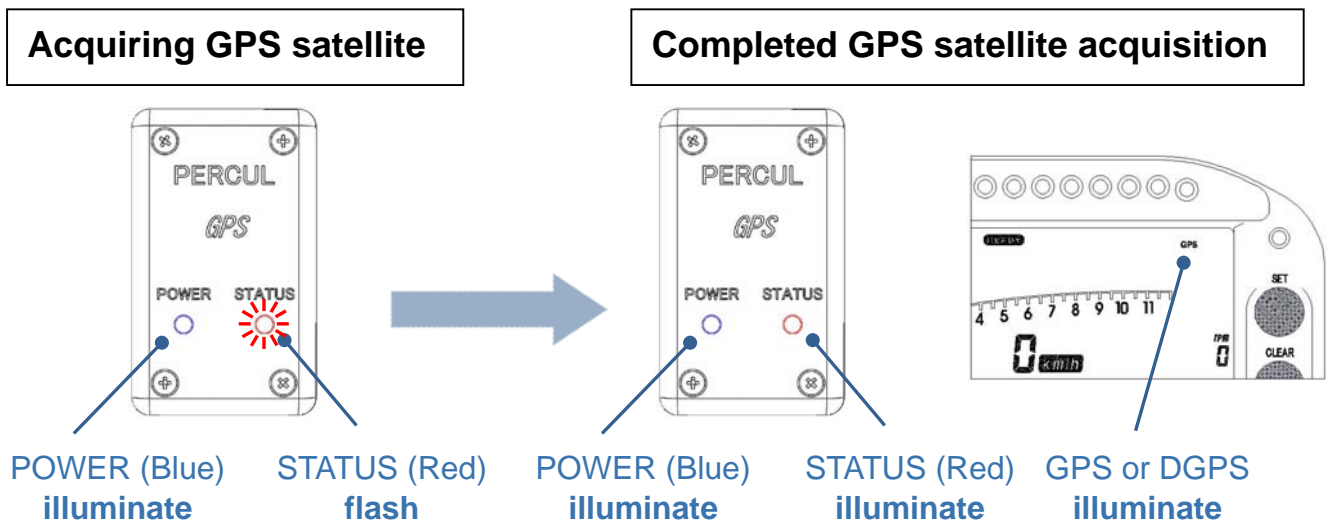 Acquiring GPS satellite
Completed GPS satellite acquisition
PERCUL
GPS
POWER STATUS
PERCUL
GPS
POWER STATUS
GPS
SET
4 5 6 7 8 9 10 11
0 km/h
rpm
0
CLEAR
POWER (Blue)
illuminate
STATUS (Red)
flash
POWER (Blue)
illuminate
STATUS (Red)
illuminate
GPS or DGPS
illuminate